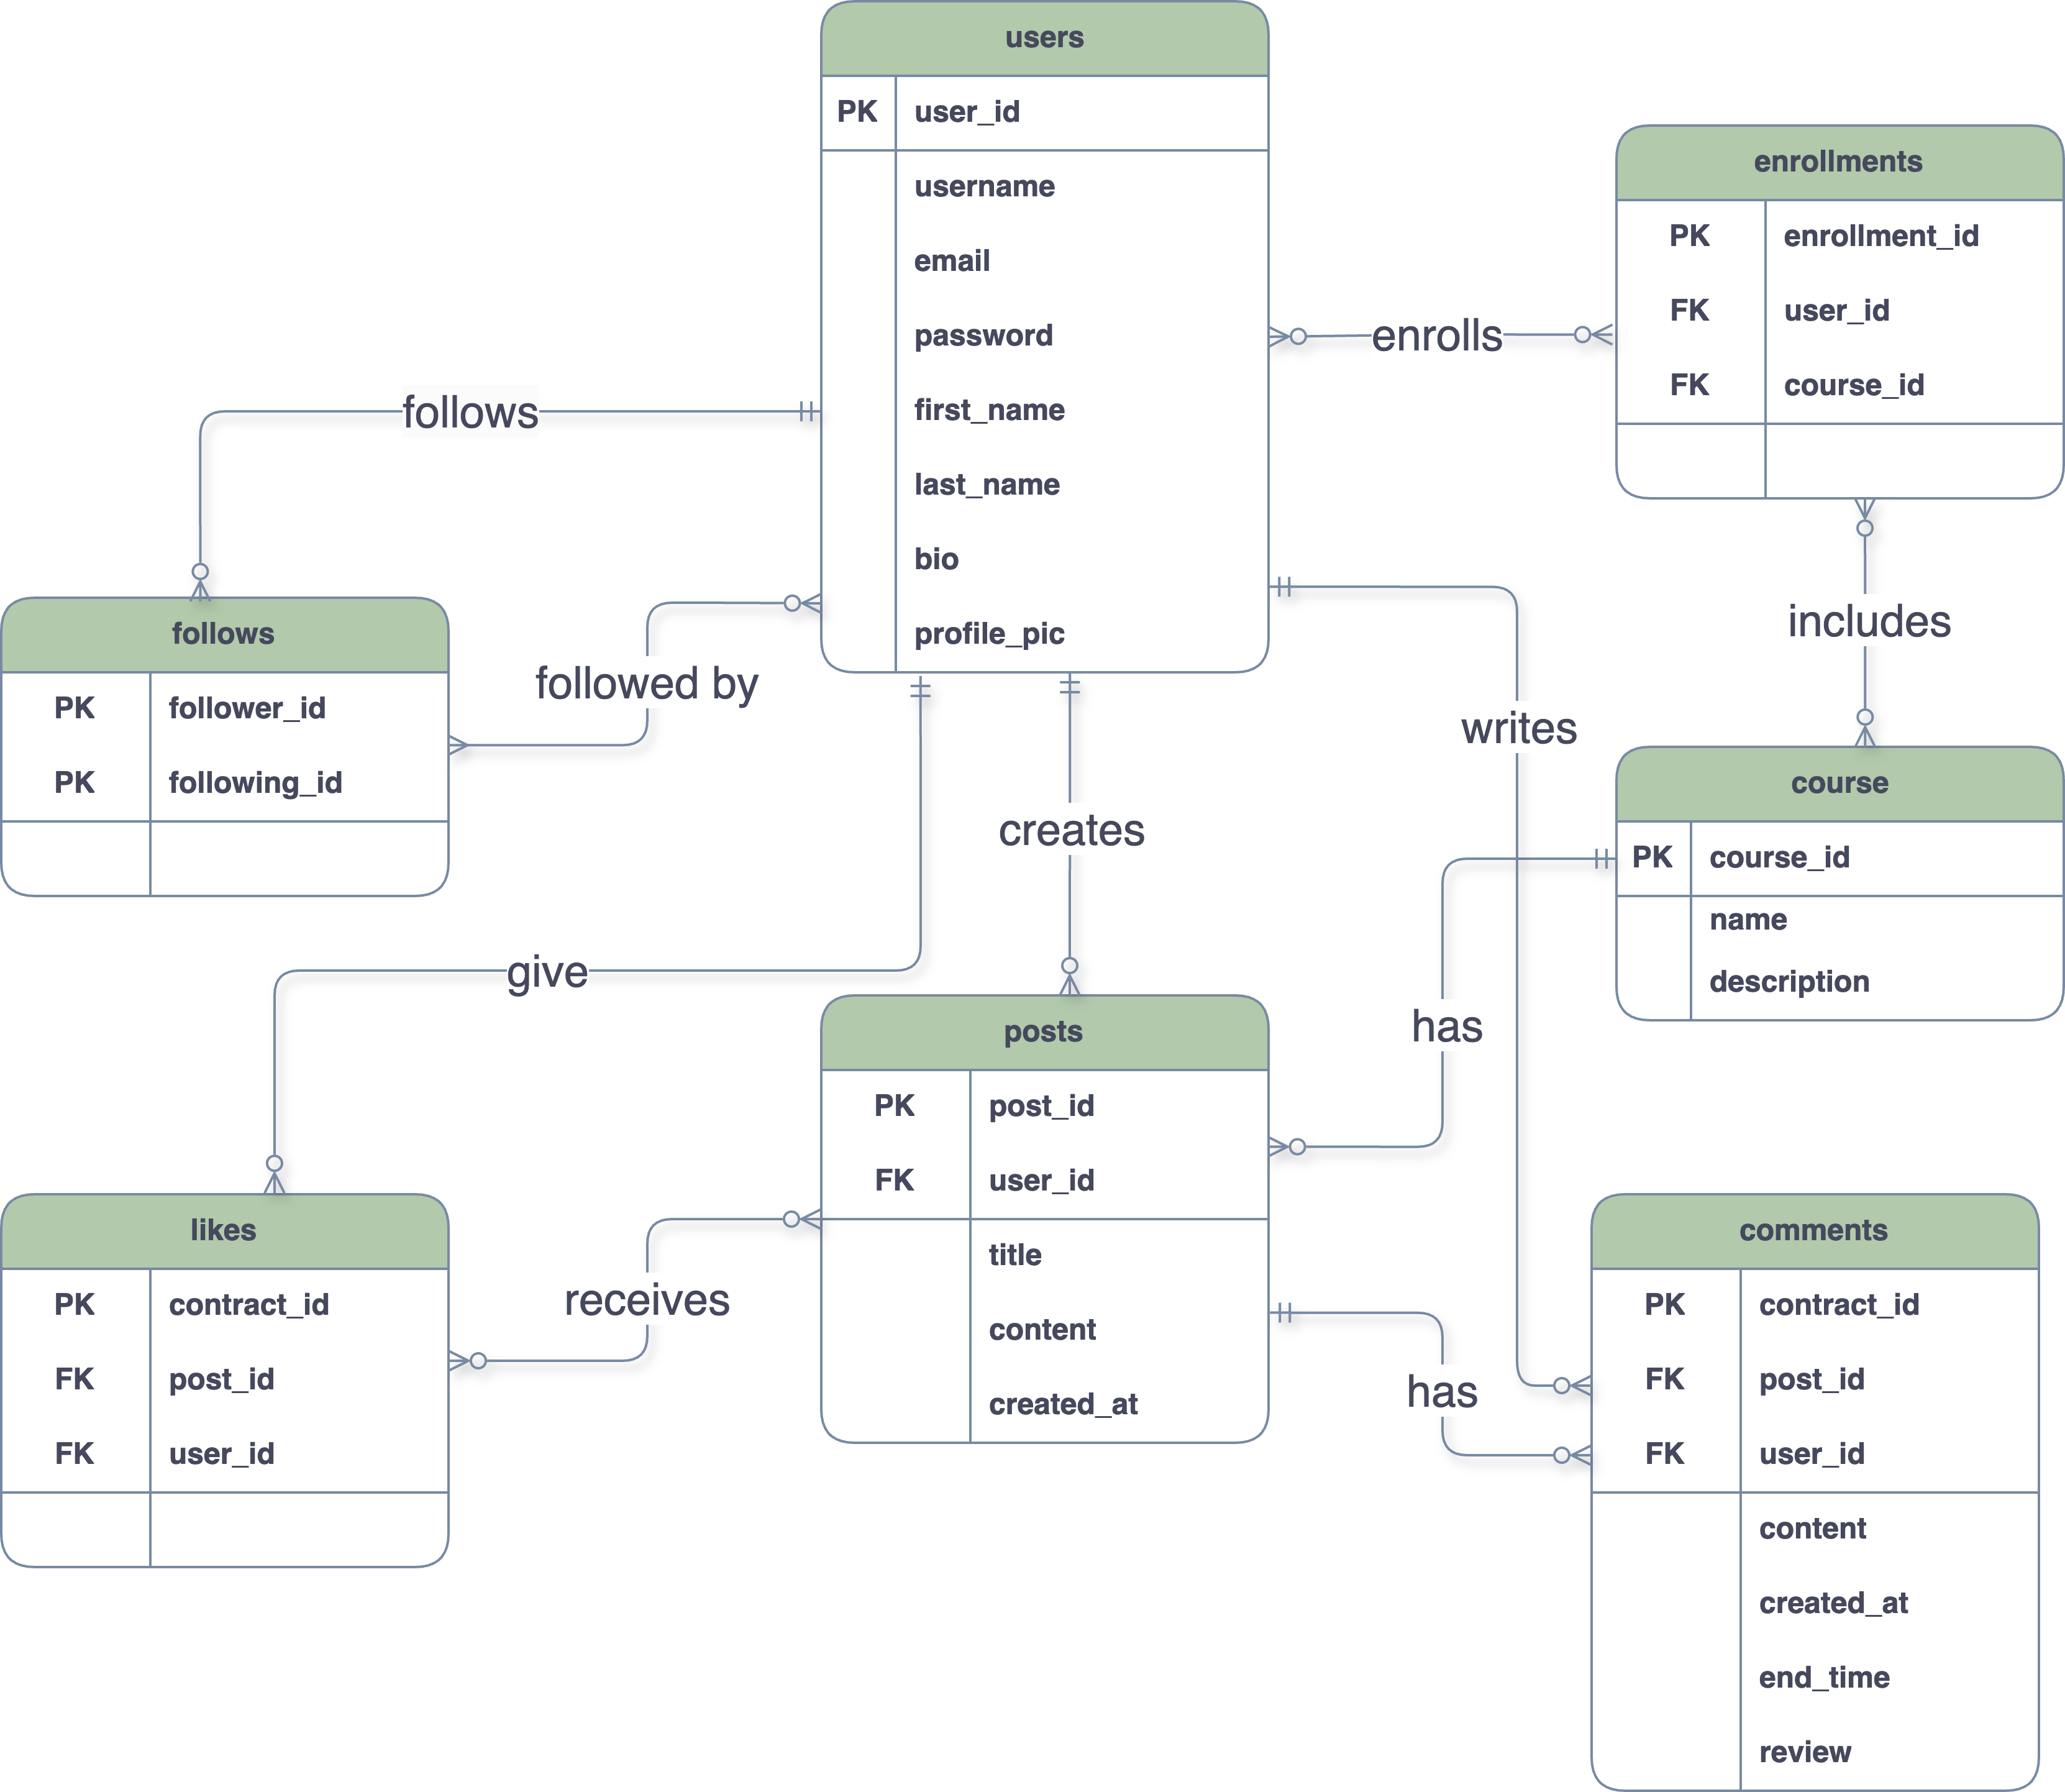 users
PK user_id
username
email
password
first_name
last_name
bio
profile_pic
enrollments
PK enrollment_id
FK user_id
FK course_id
enrolls
follows
follows
PK follower_id
PK following_id
followed by
includes
writes
creates
course
PK course_id
name
description
give
has
posts
PK post_id
FK user_id
title
content
created_at
likes
PK contract_id
FK post_id
FK user_id
receives
has
comments
PK contract_id
FK post_id
FK user_id
content
created_at
end_time
review